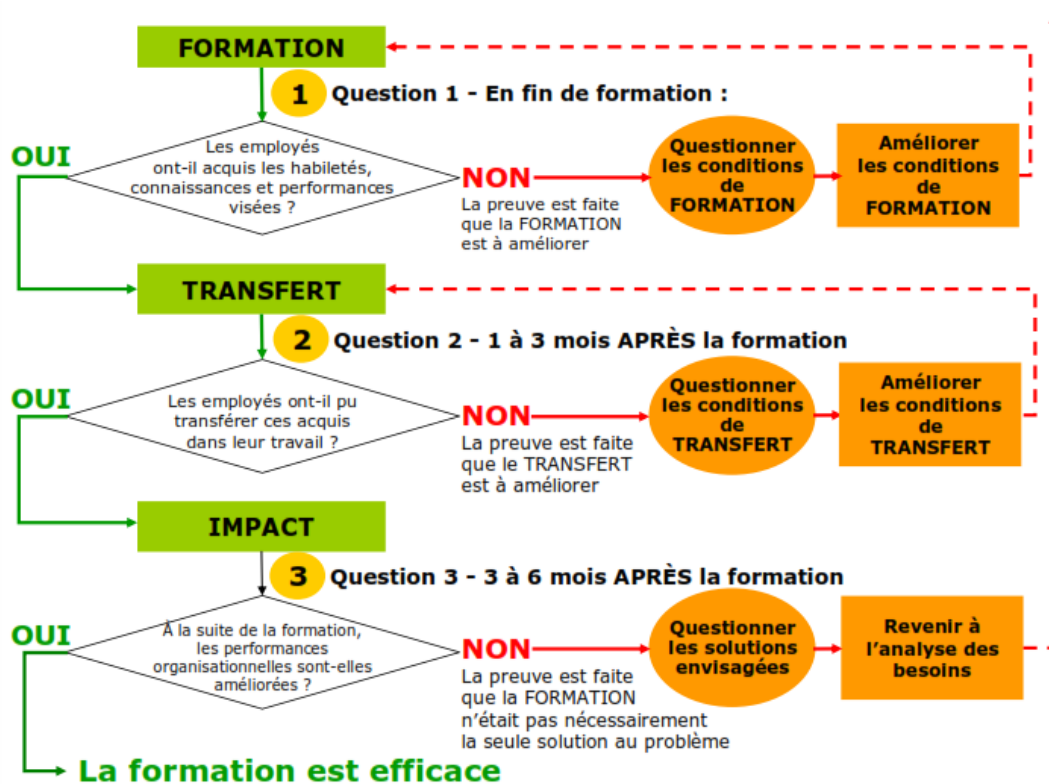 FORMATION
1
Question 1 - En fin de formation :
Les employés
ont-il acquis les habiletés,
connaissances et performances
visées ?
OUI
NON
La preuve est faite
que la FORMATION
est à améliorer
Questionner
les conditions
de
FORMATION
Améliorer
les conditions
de
FORMATION
TRANSFERT
2
Question 2 - 1 à 3 mois APRÈS la formation
Les employés ont-il pu
transférer ces acquis
dans leur travail ?
OUI
NON
La preuve est faite
que le TRANSFERT
est à améliorer
Questionner
les conditions
de
TRANSFERT
Améliorer
les conditions
de
TRANSFERT
IMPACT
3
Question 3 - 3 à 6 mois APRÈS la formation
À la suite de la formation,
les performances
organisationnelles sont-elles
améliorées ?
OUI
NON
La preuve est faite
que la FORMATION
n'était pas nécessairement
la seule solution au problème
Questionner
les solutions
envisagées
Revenir à
l'analyse des
besoins
La formation est efficace